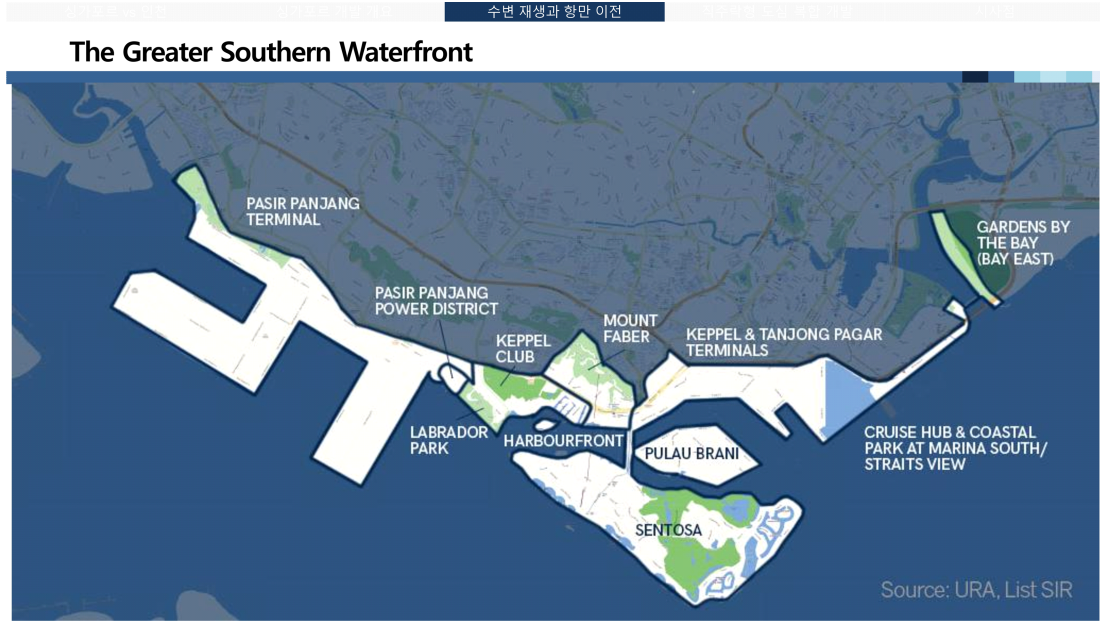 수변 재생과 항만 이전
The Greater Southern Waterfront
PASIR PANJANG
TERMINAL
GARDENS BY
THE BAY
(BAY EAST)
PASIR PANJANG
POWER DISTRICT
MOUNT
FABER
KEPPEL & TANJONG PAGAR
TERMINALS
KEPPEL
CLUB
LABRADOR
PARK
HARBOURFRONT
PULAU BRANI
CRUISE HUB & COASTAL
PARK AT MARINA SOUTH/
STRAITS VIEW
SENTOSA
Source: URA, List SIR